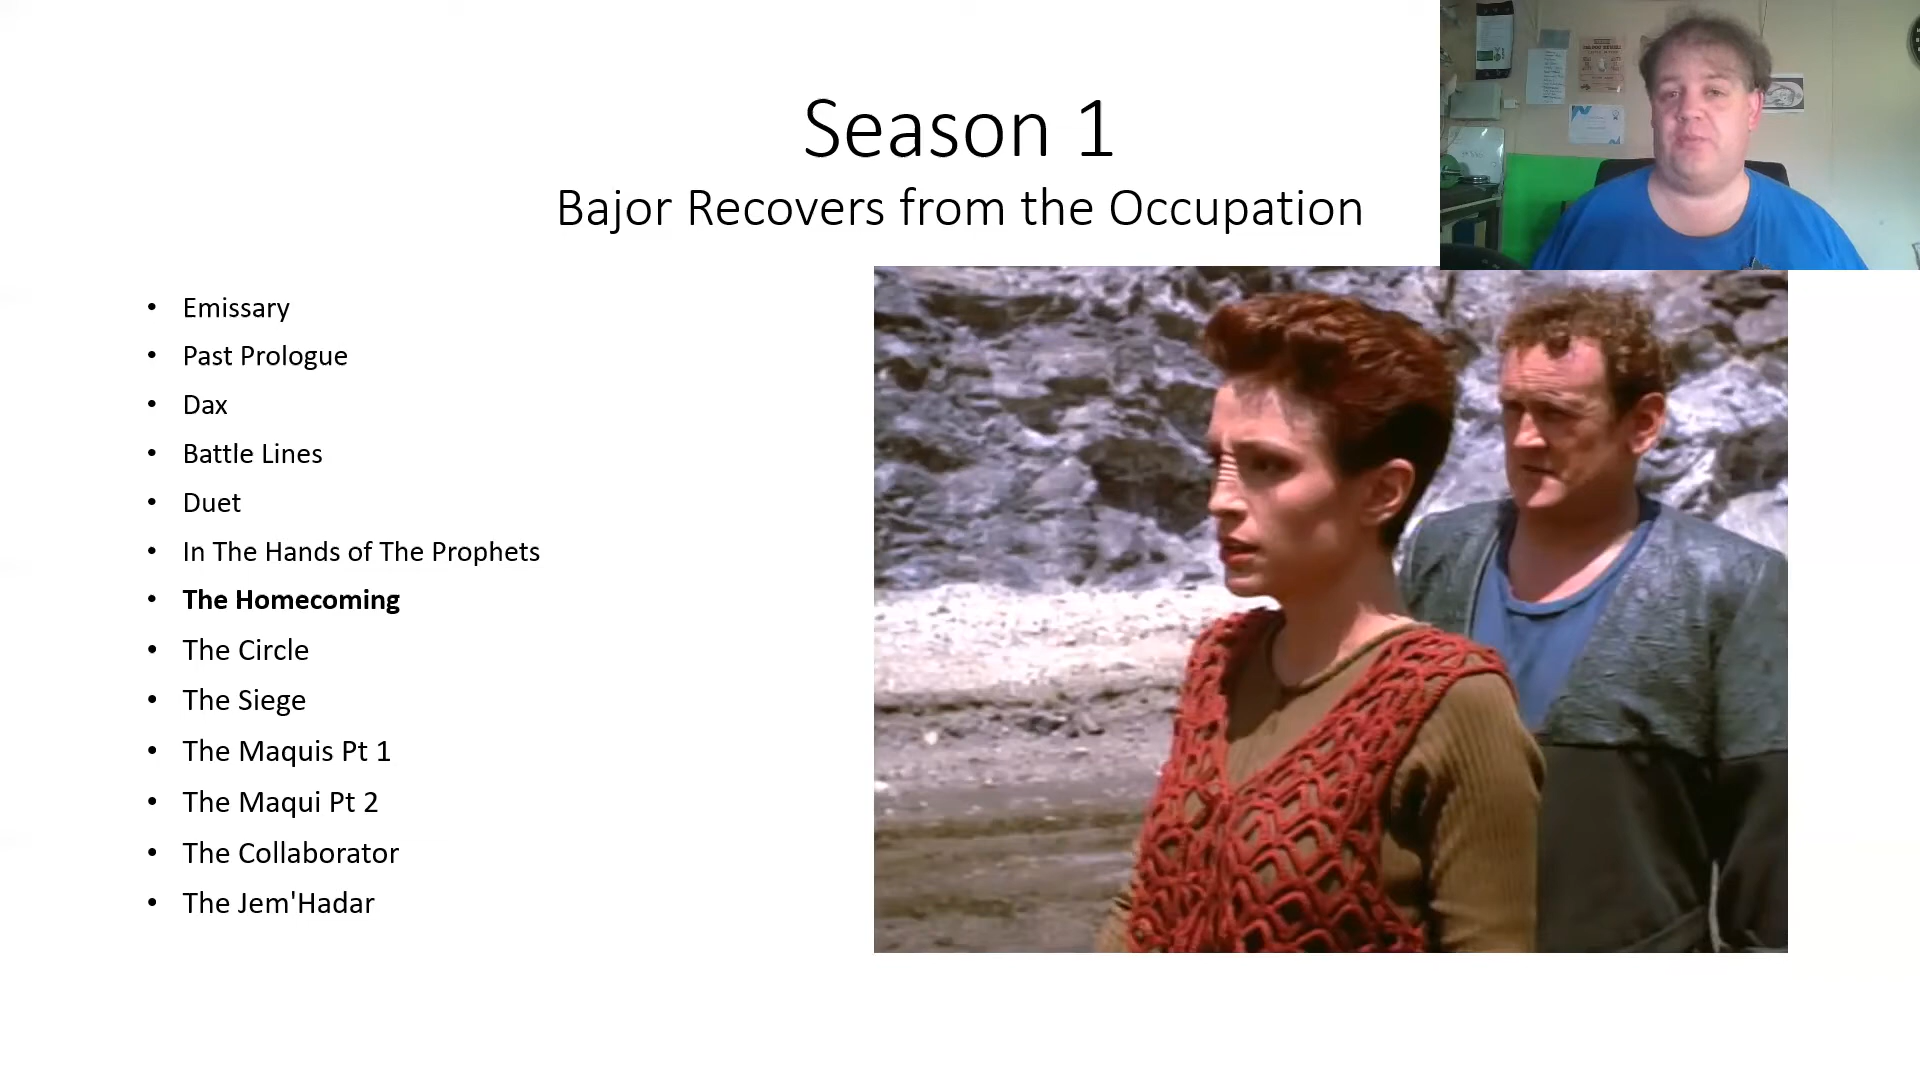 Season 1
Bajor Recovers from the Occupation
• Emissary
• Past Prologue
• Dax
• Battle Lines
• Duet
• In The Hands of The Prophets
• The Homecoming
• The Circle
• The Siege
• The Maquis Pt 1
• The Maqui Pt 2
• The Collaborator
• The Jem'Hadar